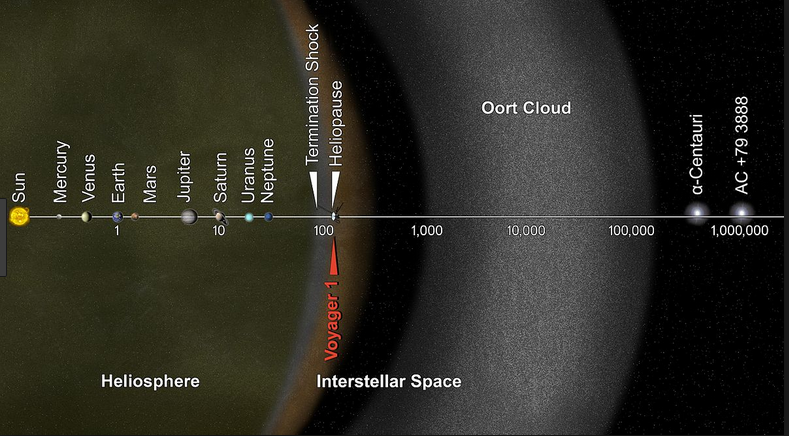 Sun
Mercury
Venus
Earth
Mars
Jupiter
Saturn
Uranus
Neptune
Termination Shock
Heliopause
Oort Cloud
α-Centauri
AC +79 3888
1
10
100
1,000
10,000
100,000
1,000,000
Voyager 1
Heliosphere
Interstellar Space